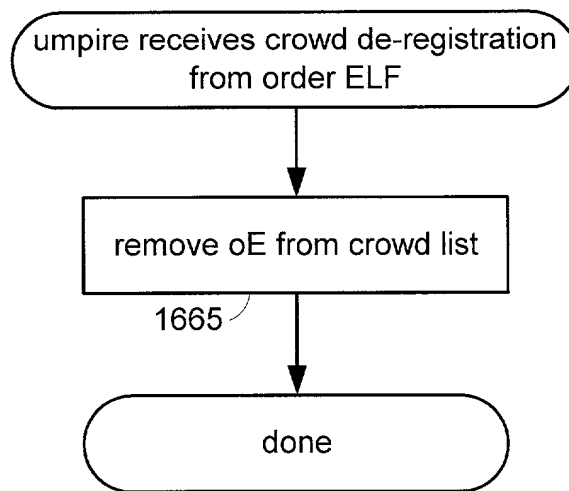 umpire receives crowd de-registration
from order ELF
remove oE from crowd list
1665
done